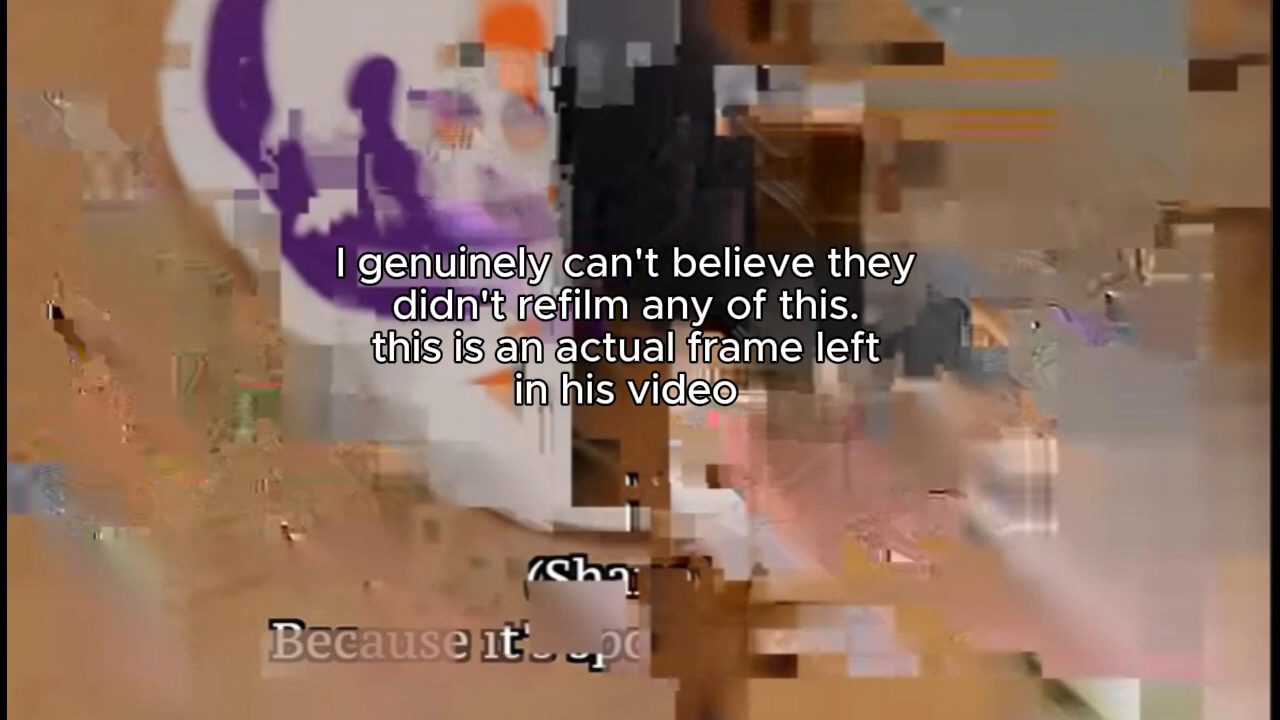 I genuinely can't believe they
didn't refilm any of this.
this is an actual frame left
in his video
Because it's